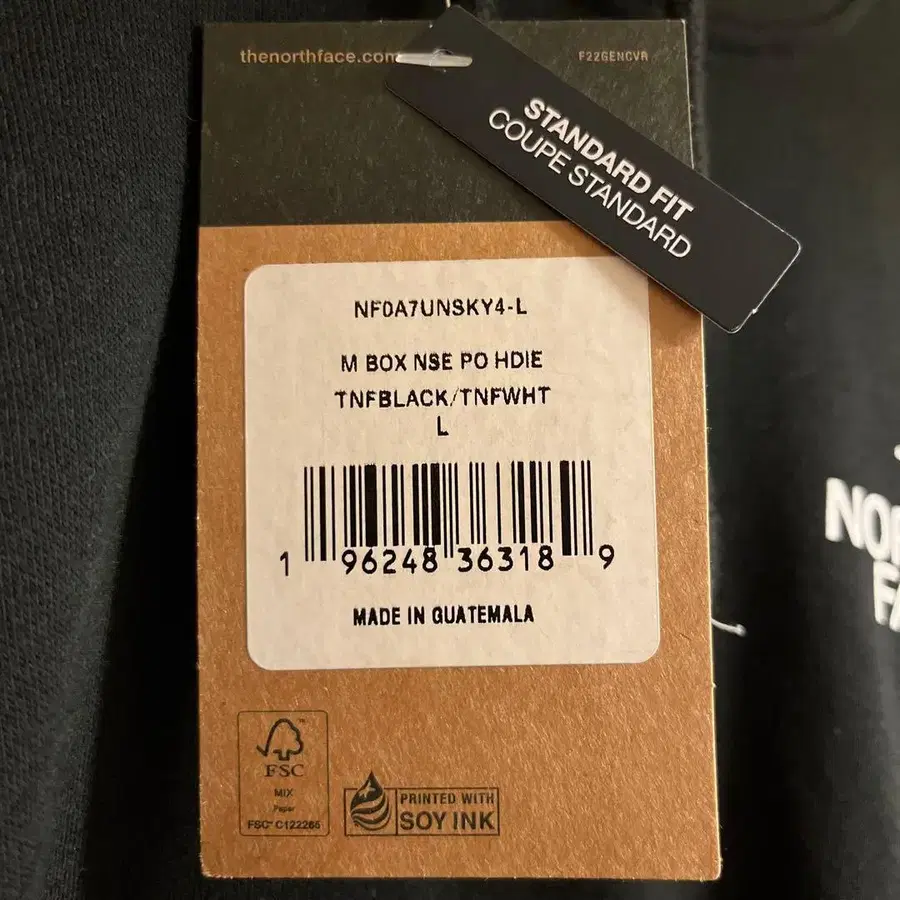 thenorthface.com
F22GENCVR
STANDARD FIT
COUPE STANDARD
NF0A7UNSKY4-L
M BOX NSE PO HDIE
TNFBLACK/TNFWHT
L
1 96248 36318 9
MADE IN GUATEMALA
FSC
MIX
Paper
FSC™ C122265
PRINTED WITH
SOY INK